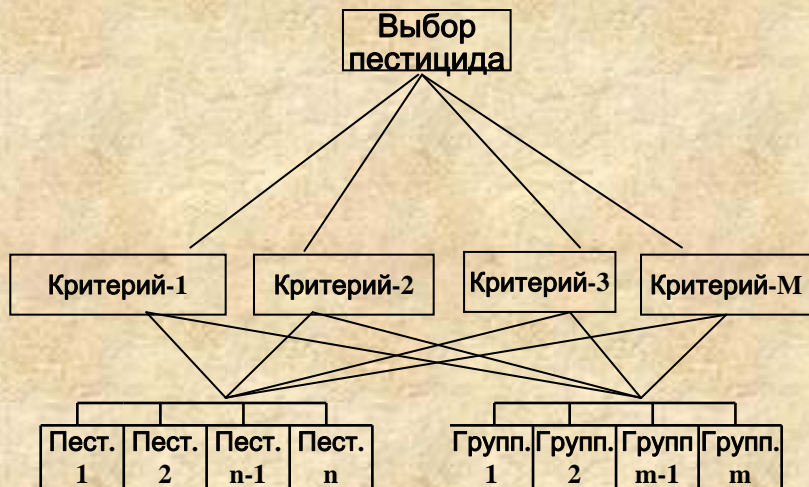 Выбор
пестицида
Критерий-1
Критерий-2
Критерий-3
Критерий-M
Пест.
1
Пест.
2
Пест.
n-1
Пест.
n
Групп.
1
Групп.
2
Групп
m-1
Групп.
m